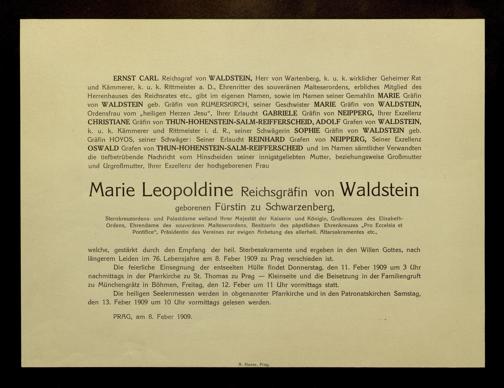 ERNST CARL Reichsgraf von WALDSTEIN, Herr von Wartenberg, k. u. k. wirklicher Geheimer Rat
und Kämmerer, k. u. k. Rittmeister a. D., Ehrenritter des souveränen Malteserordens, erbliches Mitglied des
Herrenhauses des Reichsrates etc., gibt im eigenen Namen, sowie im Namen seiner Gemahlin MARIE Gräfin
von WALDSTEIN geb. Gräfin von RUMERSKIRCH, seiner Geschwister MARIE Gräfin von WALDSTEIN,
Ordensfrau vom „heiligen Herzen Jesu“, Ihrer Erlaucht GABRIELE Gräfin von NEIPPERG, Ihrer Exzellenz
CHRISTIANE Gräfin von THUN-HOHENSTEIN-SALM-REIFFERSCHEID, ADOLF Grafen von WALDSTEIN,
k. u. k. Kämmerer und Rittmeister i. d. R., seiner Schwägerin SOPHIE Gräfin von WALDSTEIN geb.
Gräfin HOYOS, seiner Schwäger: Seiner Erlaucht REINHARD Grafen von NEIPPERG, Seiner Exzellenz
OSWALD Grafen von THUN-HOHENSTEIN-SALM-REIFFERSCHEID und im Namen sämtlicher Verwandten
die tiefbetrübende Nachricht vom Hinscheiden seiner innigstgeliebten Mutter, beziehungsweise Großmutter
und Urgroßmutter, Ihrer Exzellenz der hochgeborenen Frau
Marie Leopoldine Reichsgräfin von Waldstein
geborenen Fürstin zu Schwarzenberg,
Sternkreuzordens- und Palastdame weiland Ihrer Majestät der Kaiserin und Königin, Großkreuzes des Elisabeth-
Ordens, Ehrendame des souveränen Malteserordens, Besitzerin des päpstlichen Ehrenkreuzes „Pro Ecclesia et
Pontifice“, Präsidentin des Vereines zur ewigen Anbetung des allerheil. Altarssakramentes etc.,
welche, gestärkt durch den Empfang der heil. Sterbesakramente und ergeben in den Willen Gottes, nach
längerem Leiden im 76. Lebensjahre am 8. Feber 1909 zu Prag verschieden ist.
Die feierliche Einsegnung der entseelten Hülle findet Donnerstag, den 11. Feber 1909 um 3 Uhr
nachmittags in der Pfarrkirche zu St. Thomas zu Prag — Kleinseite und die Beisetzung in der Familiengruft
zu Münchengrätz in Böhmen, Freitag, den 12. Feber um 11 Uhr vormittags statt.
Die heiligen Seelenmessen werden in obgenannter Pfarrkirche und in den Patronatskirchen Samstag,
den 13. Feber 1909 um 10 Uhr vormittags gelesen werden.
PRAG, am 8. Feber 1909.
Prag.